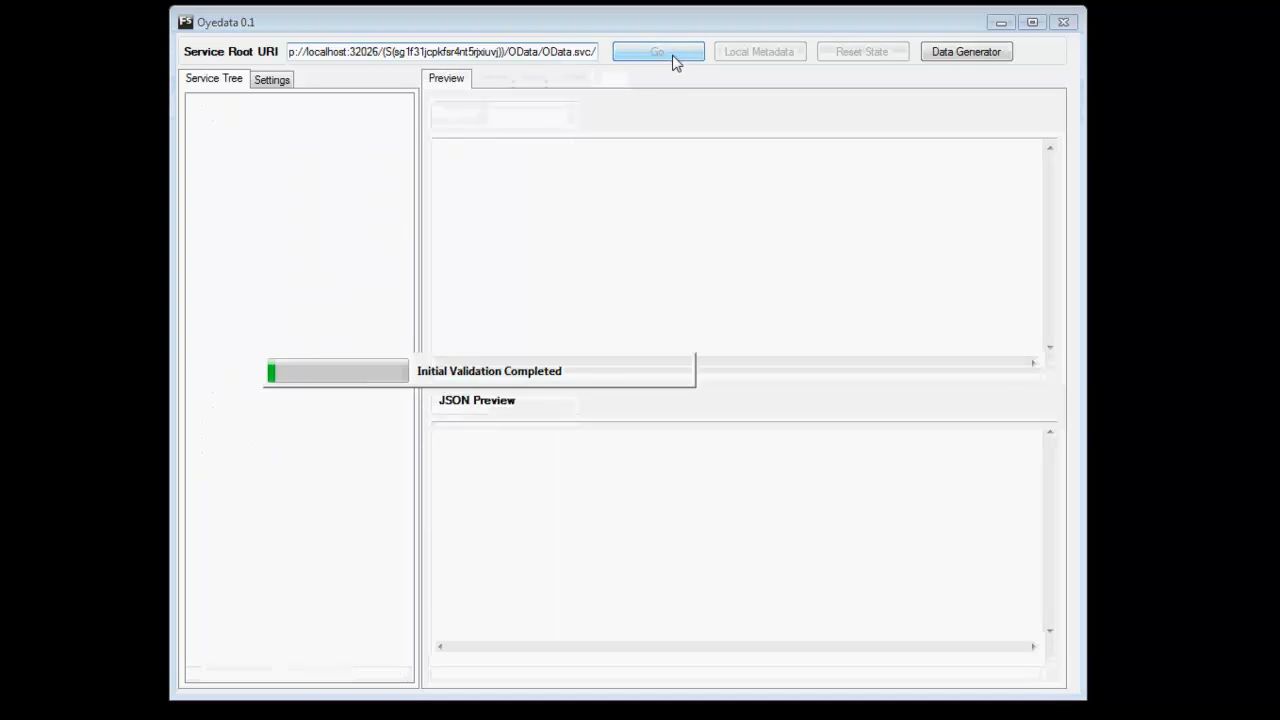 FS Oyedata 0.1
Service Root URI p://localhost:32026/(S(sg1f31jcpkfsr4nt5rjxiuvj))/OData/OData.svc/ Go Local Metadata Reset State Data Generator
Service Tree Settings Preview
Initial Validation Completed
JSON Preview